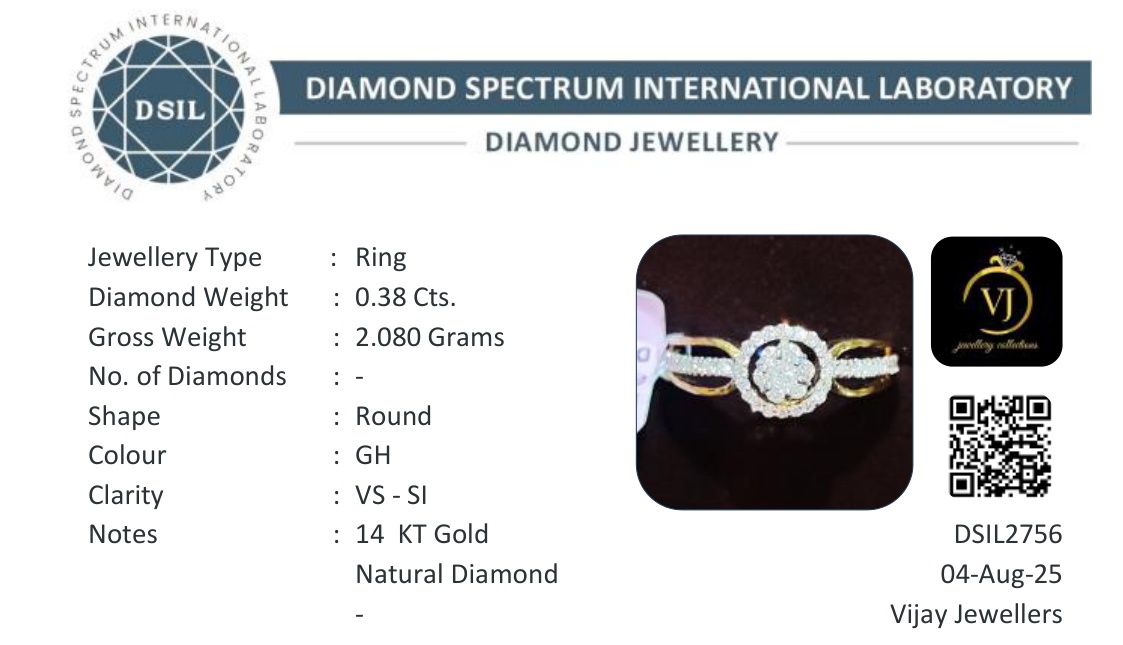 DIAMOND SPECTRUM INTERNATIONAL LABORATORY
DSIL
DIAMOND SPECTRUM INTERNATIONAL LABORATORY
DIAMOND JEWELLERY
Jewellery Type : Ring
Diamond Weight : 0.38 Cts.
Gross Weight : 2.080 Grams
No. of Diamonds : -
Shape : Round
Colour : GH
Clarity : VS - SI
Notes : 14 KT Gold
Natural Diamond
-
VJ
jewellery collections
DSIL2756
04-Aug-25
Vijay Jewellers